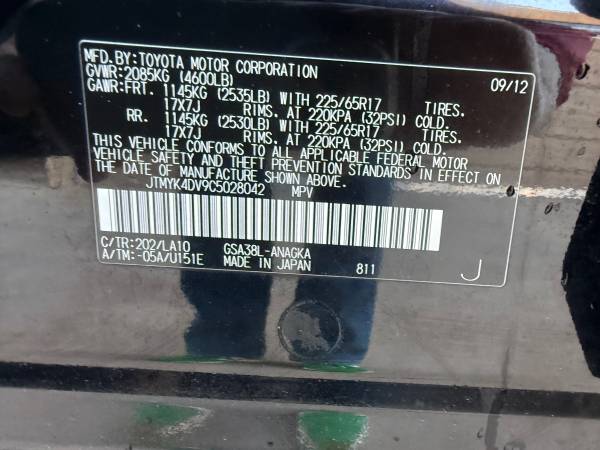 MFD.BY:TOYOTA MOTOR CORPORATION 09/12
GVWR:2085KG (4600LB)
GAWR:FRT. 1145KG (2535LB) WITH 225/65R17 TIRES.
17X7J RIMS. AT 220KPA (32PSI) COLD.
RR. 1145KG (2530LB) WITH 225/65R17 TIRES.
17X7J RIMS. AT 220KPA (32PSI) COLD.
THIS VEHICLE CONFORMS TO ALL APPLICABLE FEDERAL MOTOR
VEHICLE SAFETY AND THEFT PREVENTION STANDARDS IN EFFECT ON
THE DATE OF MANUFACTURE SHOWN ABOVE.
JTMYK4DV9C5028042 MPV
C/TR:202/LA10 GSA38L-ANAGKA
A/TM:-05A/U151E MADE IN JAPAN 811 J